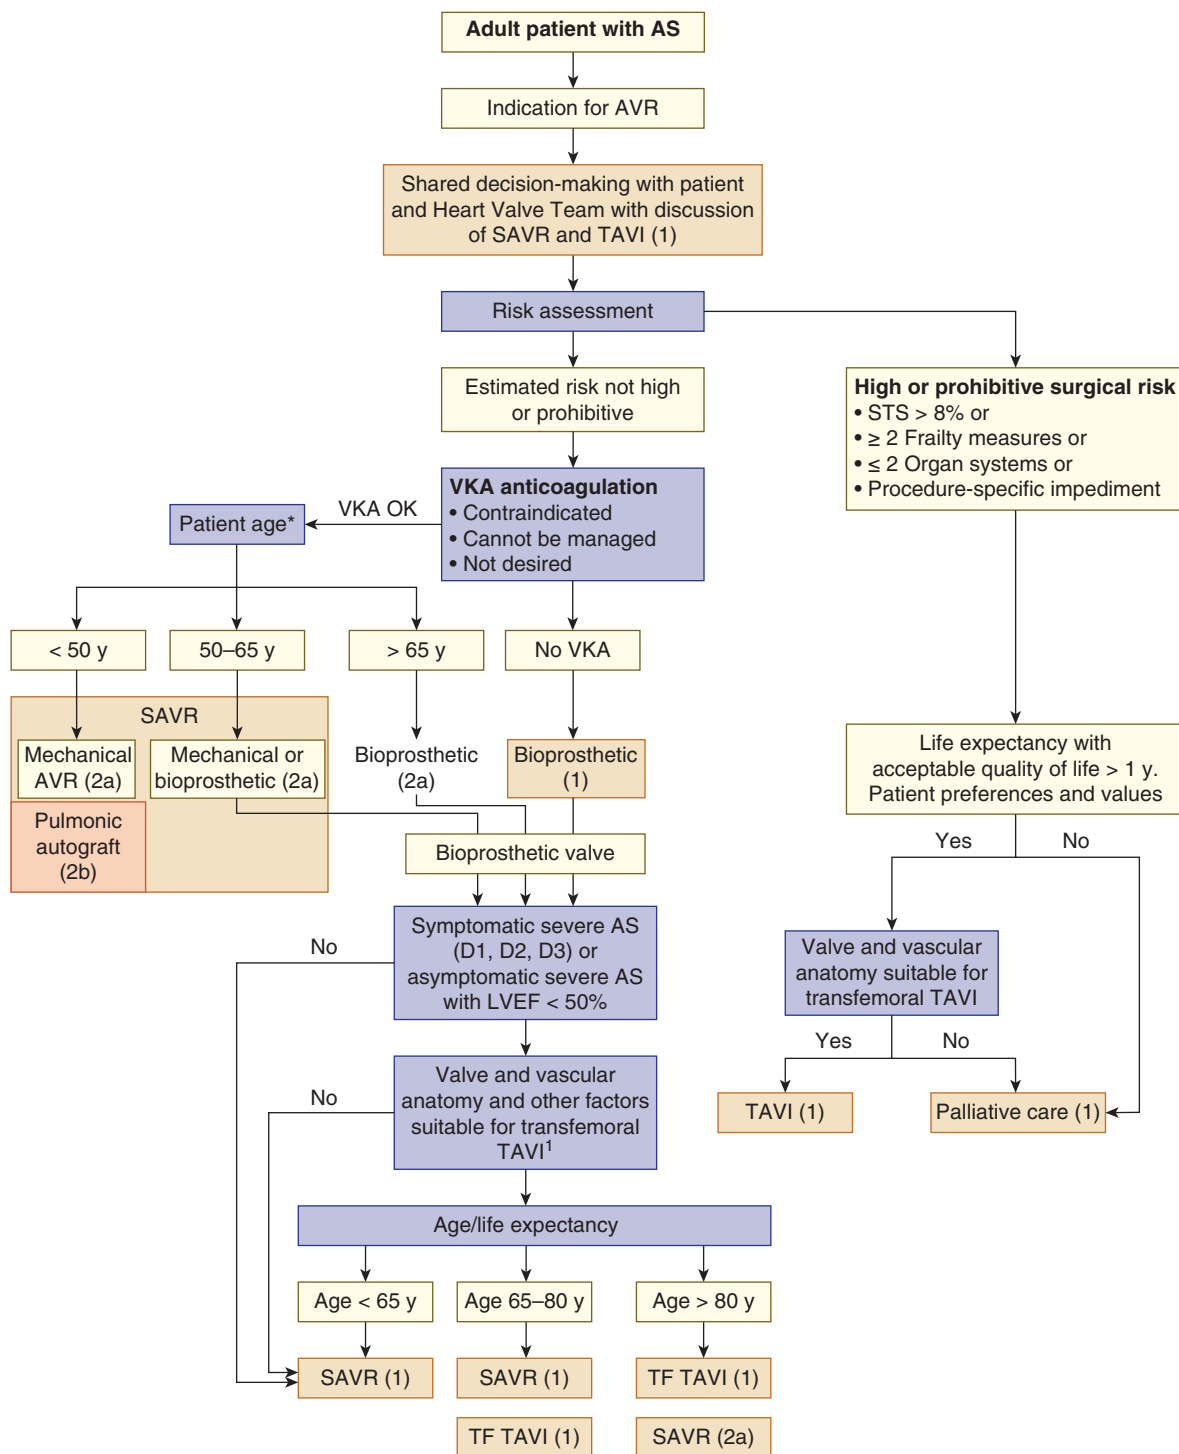 Adult patient with AS
Indication for AVR
Shared decision-making with patient
and Heart Valve Team with discussion
of SAVR and TAVI (1)
Risk assessment
Estimated risk not high
or prohibitive
High or prohibitive surgical risk
• STS > 8% or
• ≥ 2 Frailty measures or
• ≤ 2 Organ systems or
• Procedure-specific impediment
VKA anticoagulation
• Contraindicated
• Cannot be managed
• Not desired
VKA OK
Patient age*
< 50 y
50–65 y
> 65 y
No VKA
SAVR
Mechanical
AVR (2a)
Mechanical or
bioprosthetic (2a)
Bioprosthetic
(2a)
Bioprosthetic
(1)
Pulmonic
autograft
(2b)
Bioprosthetic valve
Life expectancy with
acceptable quality of life > 1 y.
Patient preferences and values
Yes
No
Symptomatic severe AS
(D1, D2, D3) or
asymptomatic severe AS
with LVEF < 50%
No
Valve and vascular
anatomy suitable for
transfemoral TAVI
Yes
No
TAVI (1)
Palliative care (1)
Valve and vascular
anatomy and other factors
suitable for transfemoral
TAVI¹
No
Age/life expectancy
Age < 65 y
Age 65–80 y
Age > 80 y
SAVR (1)
SAVR (1)
TF TAVI (1)
TF TAVI (1)
SAVR (2a)